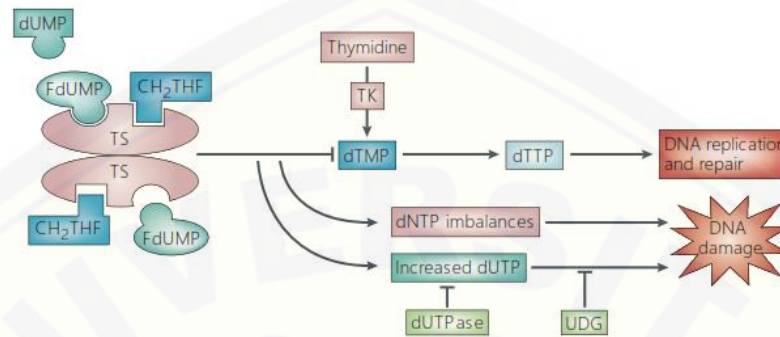 dUMP
FdUMP
CH2THF
TS
TS
CH2THF
FdUMP
Thymidine
TK
dTMP
dTTP
DNA replication
and repair
dNTP imbalances
Increased dUTP
DNA
damage
dUTPase
UDG